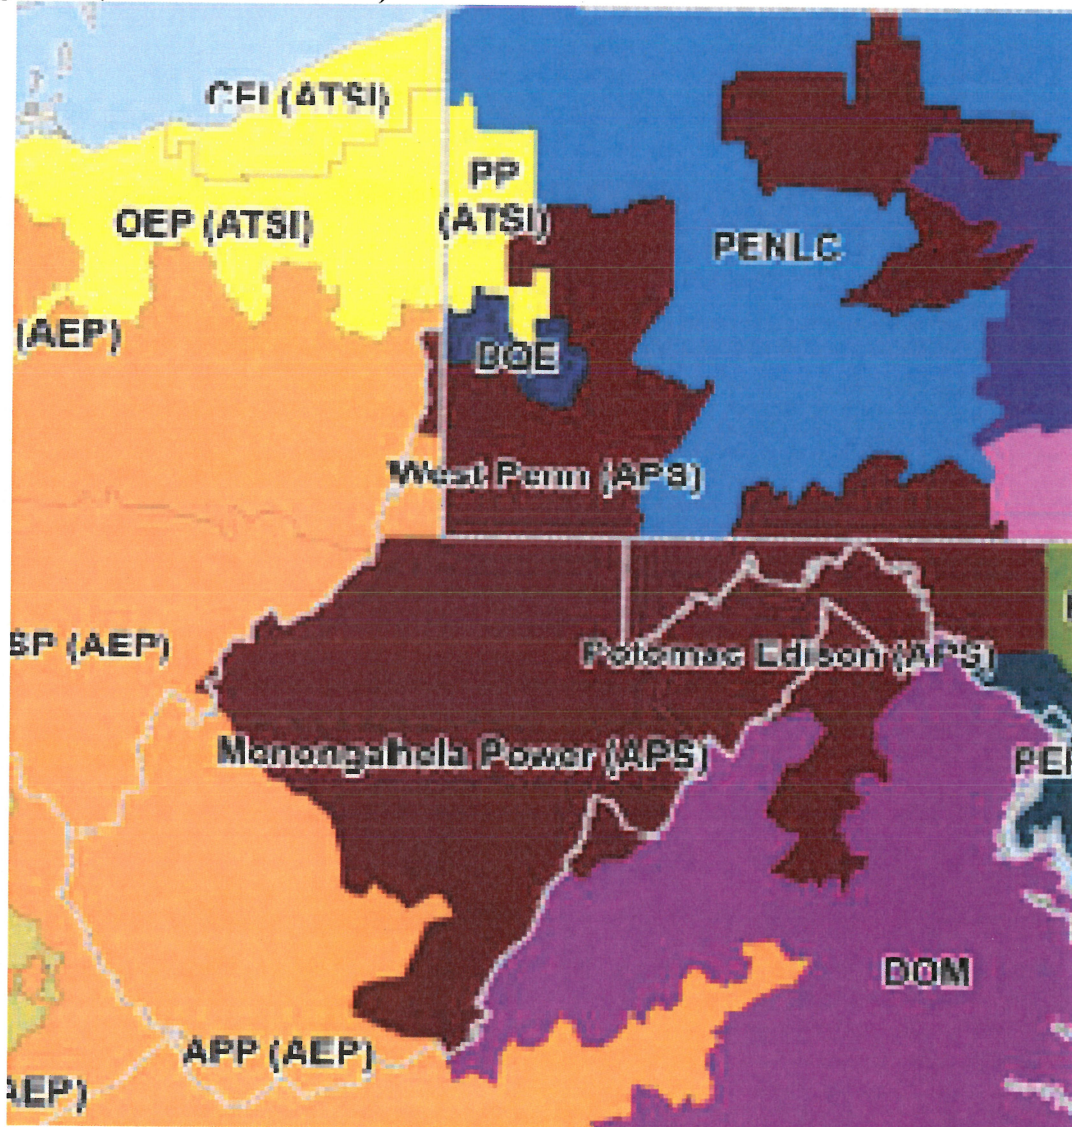 CEI (ATSI)
PP
(ATSI)
OEP (ATSI)
PENLC
(AEP)
DOE
West Penn (APS)
SP (AEP)
Potomac Edison (APS)
Monongahela Power (APS)
DOM
APP (AEP)
AEP)